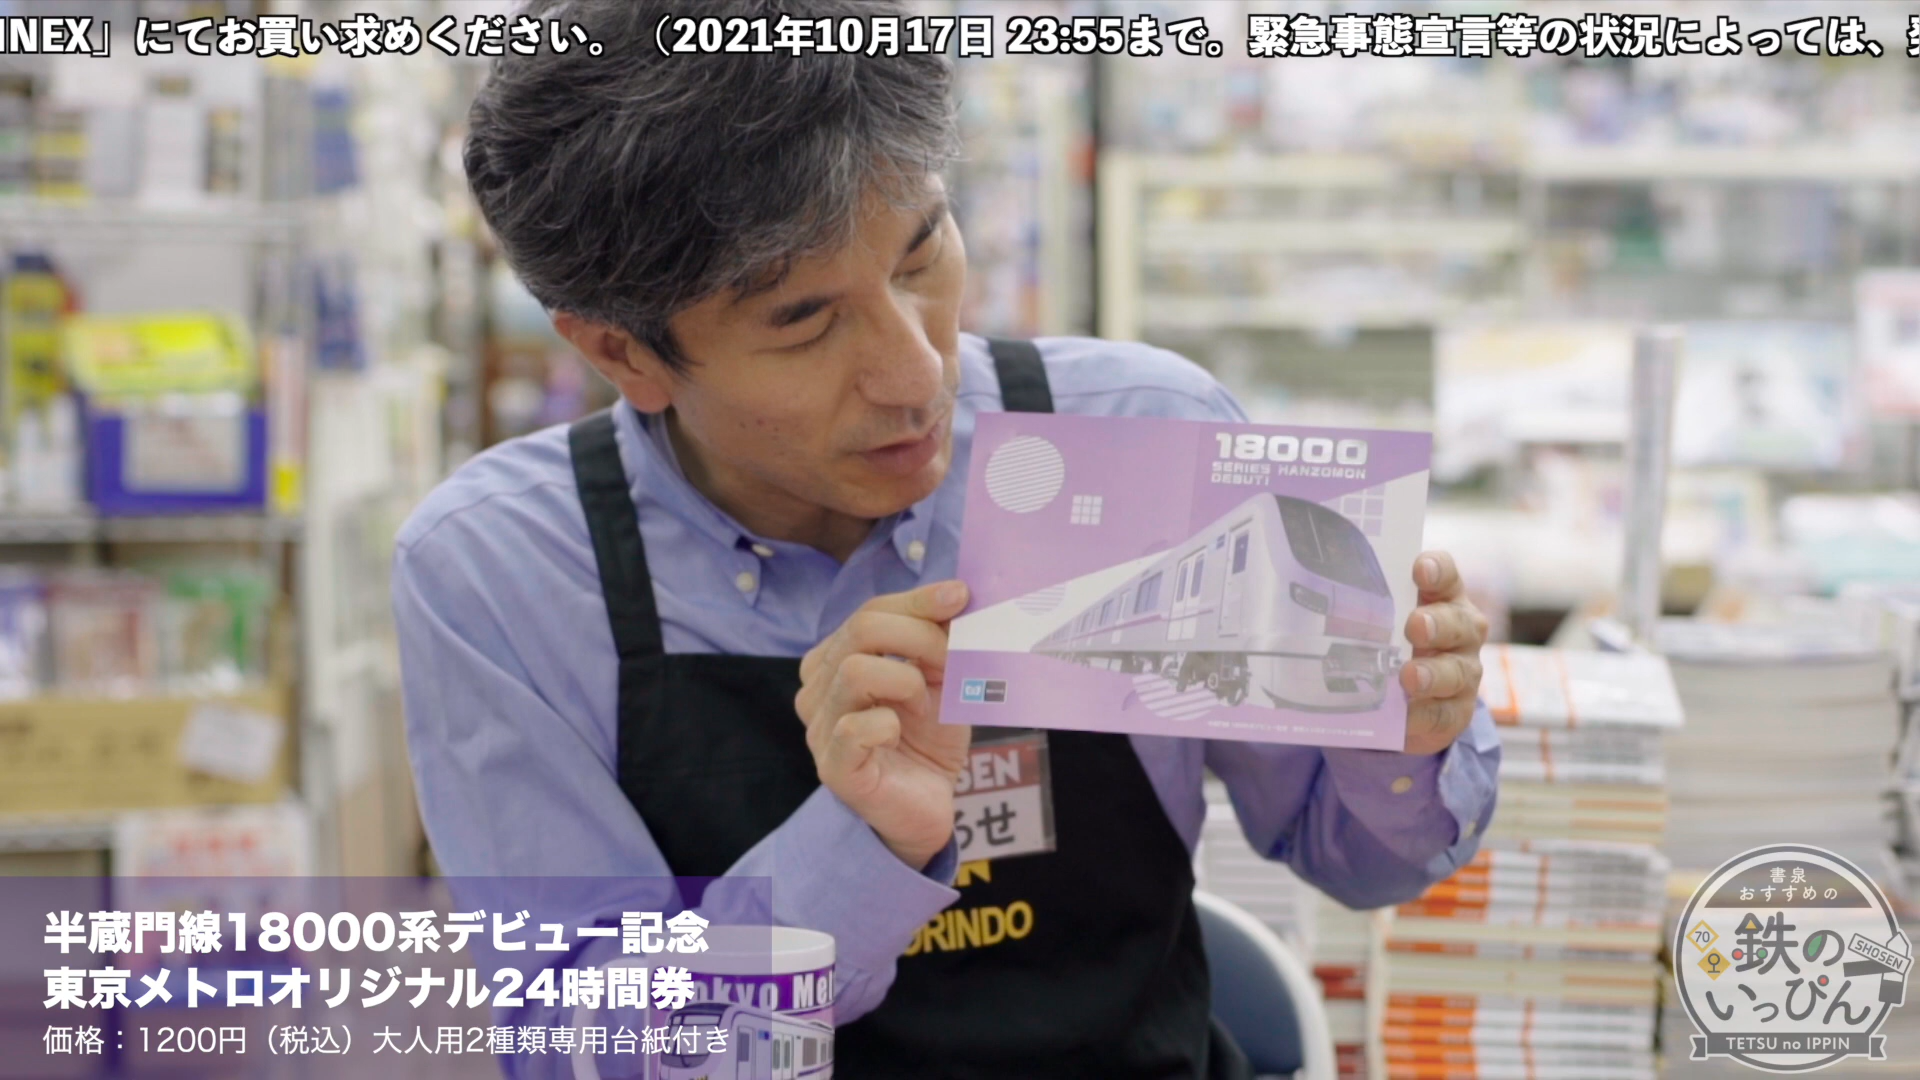 INEX」にてお買い求めください。（2021年10月17日 23:55まで。緊急事態宣言等の状況によっては、
18000
SERIES HANZOMON
DEBUT!
SEN
せ
RINDO
半蔵門線18000系デビュー記念
東京メトロオリジナル24時間券
価格：1200円（税込）大人用2種類専用台紙付き
okyo Me
書泉
おすすめの
70
鉄の
いっぴん
SHOSEN
TETSU no IPPIN